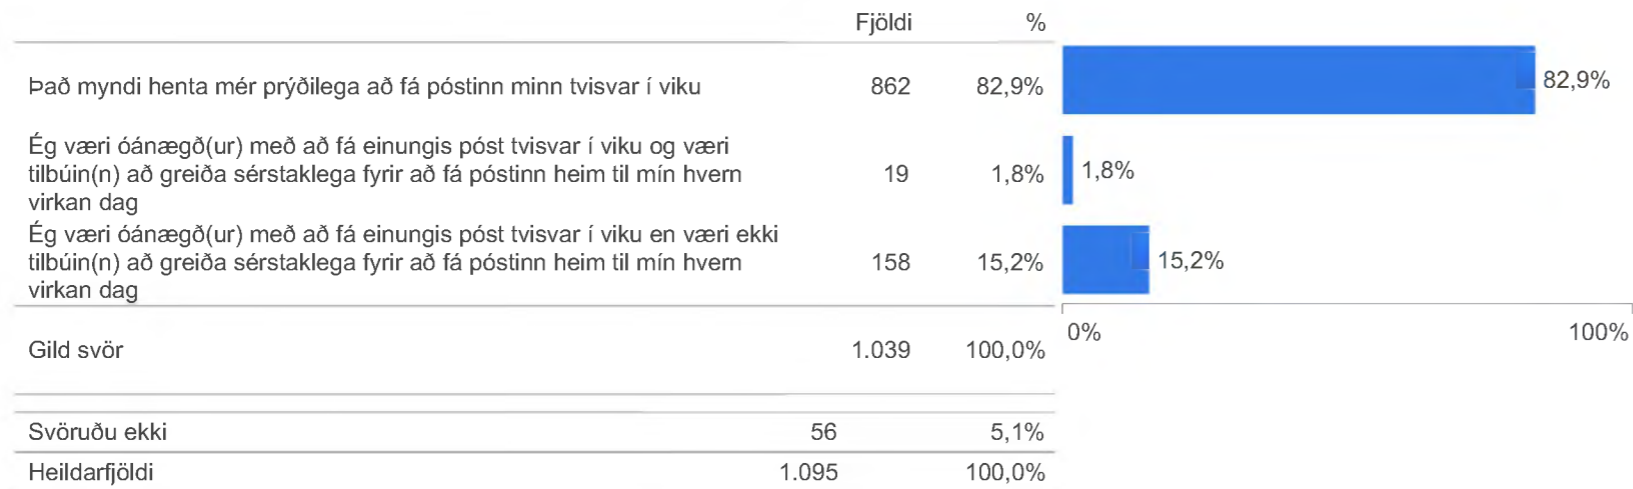 Fjöldi %
Það myndi henta mér prýðilega að fá póstinn minn tvisvar í viku 862 82,9% 82,9%
Ég væri óánægð(ur) með að fá einungis póst tvisvar í viku og væri
tilbúin(n) að greiða sérstaklega fyrir að fá póstinn heim til mín hvern 19 1,8% 1,8%
virkan dag
Ég væri óánægð(ur) með að fá einungis póst tvisvar í viku en væri ekki
tilbúin(n) að greiða sérstaklega fyrir að fá póstinn heim til mín hvern 158 15,2% 15,2%
virkan dag
0% 100%
Gild svör 1.039 100,0%
Svöruðu ekki 56 5,1%
Heildarfjöldi 1.095 100,0%